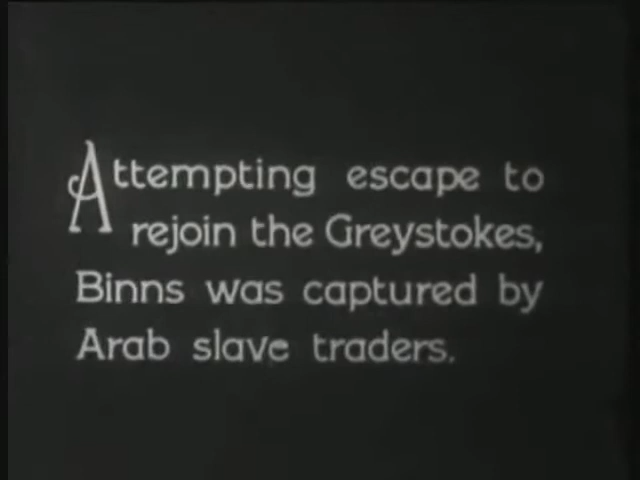 Attempting escape to
rejoin the Greystokes,
Binns was captured by
Arab slave traders.